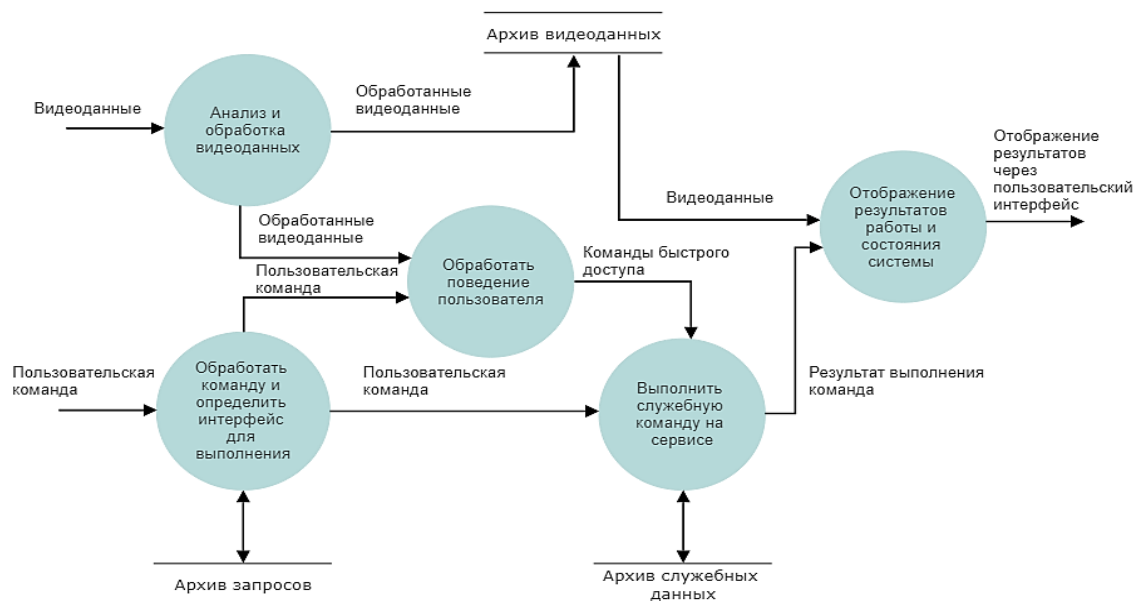 Архив видеоданных
Видеоданные
Анализ и
обработка
видеоданных
Обработанные
видеоданные
Отображение
результатов
через
пользовательский
интерфейс
Видеоданные
Отображение
результатов
работы и
состояния
системы
Обработанные
видеоданные
Пользовательская
команда
Обработать
поведение
пользователя
Команды быстрого
доступа
Пользовательская
команда
Обработать
команду и
определить
интерфейс
для
выполнения
Пользовательская
команда
Выполнить
служебную
команду на
сервисе
Результат выполнения
команда
Архив запросов
Архив служебных
данных